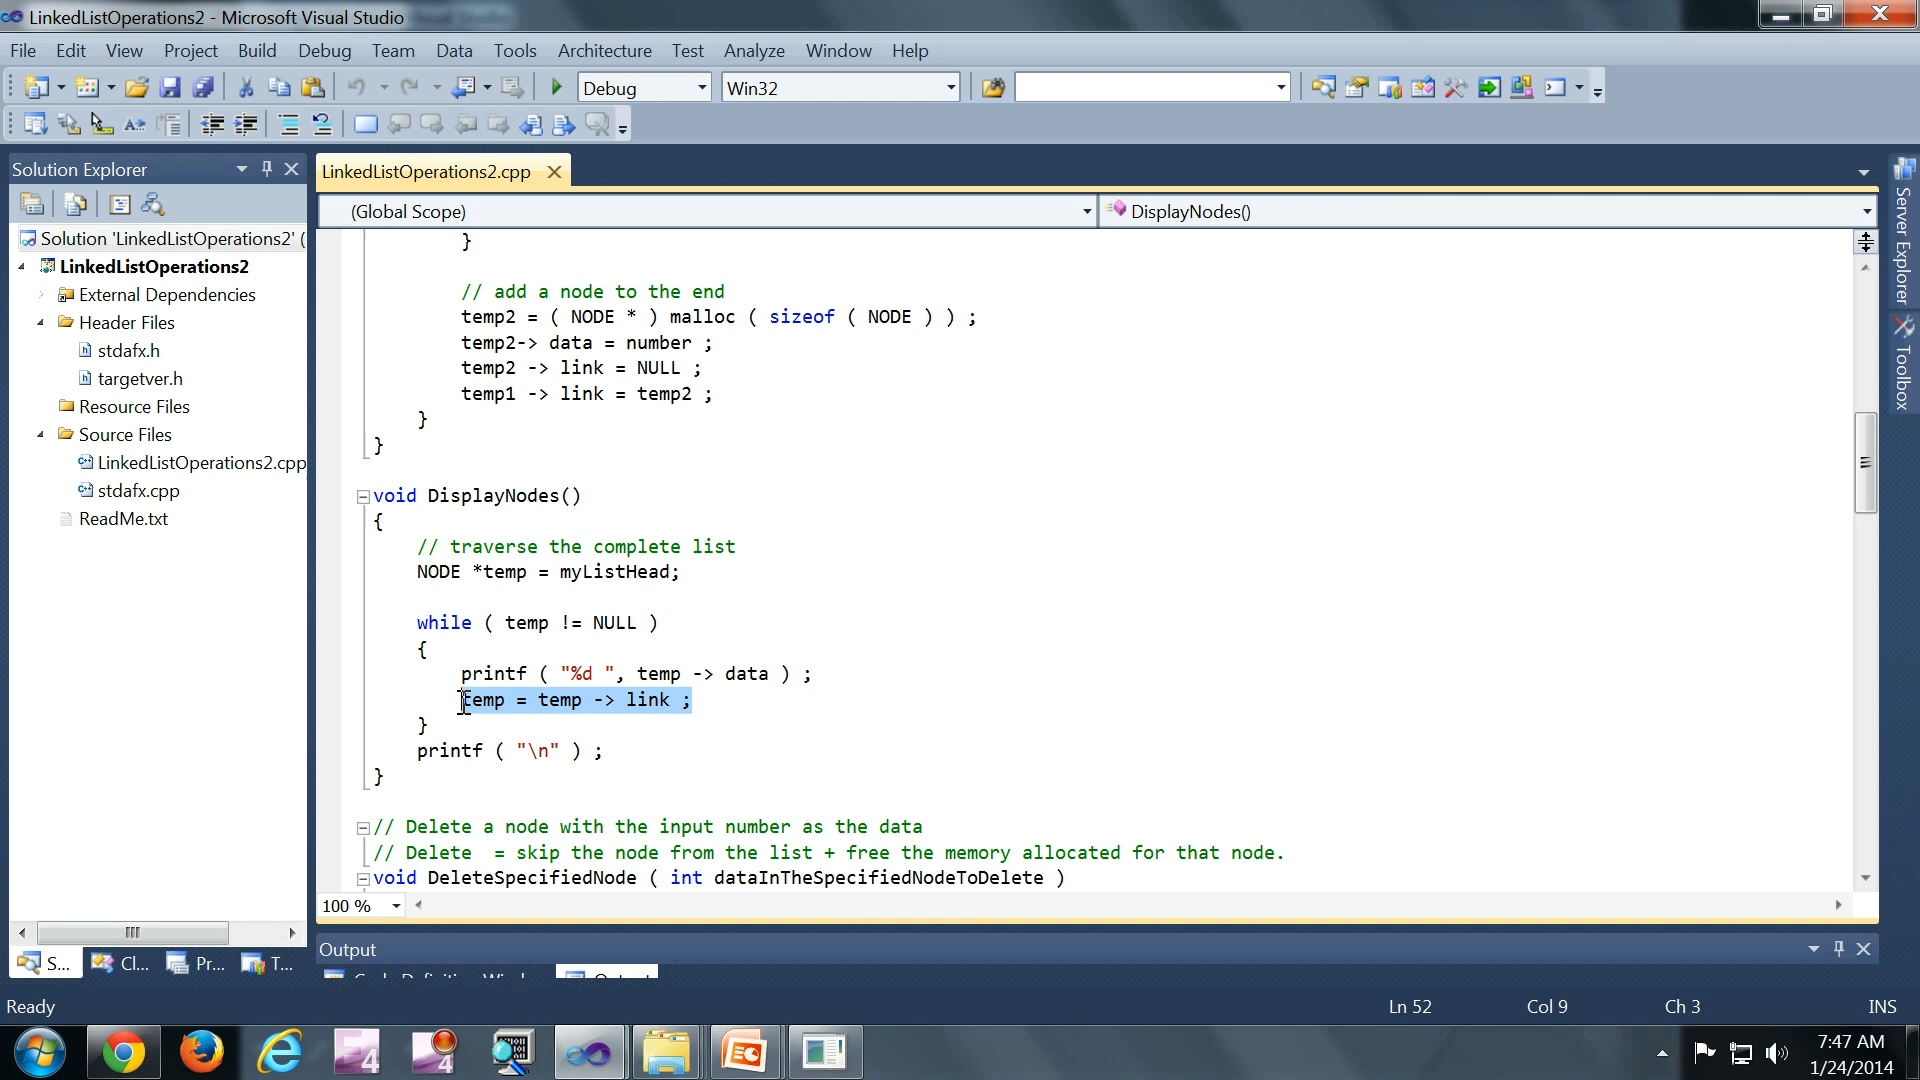 LinkedListOperations2 - Microsoft Visual Studio
File Edit View Project Build Debug Team Data Tools Architecture Test Analyze Window Help
Debug Win32
Solution Explorer
Solution 'LinkedListOperations2' (
LinkedListOperations2
External Dependencies
Header Files
stdafx.h
targetver.h
Resource Files
Source Files
LinkedListOperations2.cpp
stdafx.cpp
ReadMe.txt
S... Cl... Pr... T...
LinkedListOperations2.cpp
(Global Scope) DisplayNodes()
}
// add a node to the end
temp2 = ( NODE * ) malloc ( sizeof ( NODE ) ) ;
temp2-> data = number ;
temp2 -> link = NULL ;
temp1 -> link = temp2 ;
}
}
void DisplayNodes()
{
// traverse the complete list
NODE *temp = myListHead;
while ( temp != NULL )
{
printf ( "%d ", temp -> data ) ;
temp = temp -> link ;
}
printf ( "\n" ) ;
}
// Delete a node with the input number as the data
// Delete  = skip the node from the list + free the memory allocated for that node.
void DeleteSpecifiedNode ( int dataInTheSpecifiedNodeToDelete )
100 %
Output
Server Explorer
Toolbox
Ready Ln 52 Col 9 Ch 3 INS
7:47 AM
1/24/2014